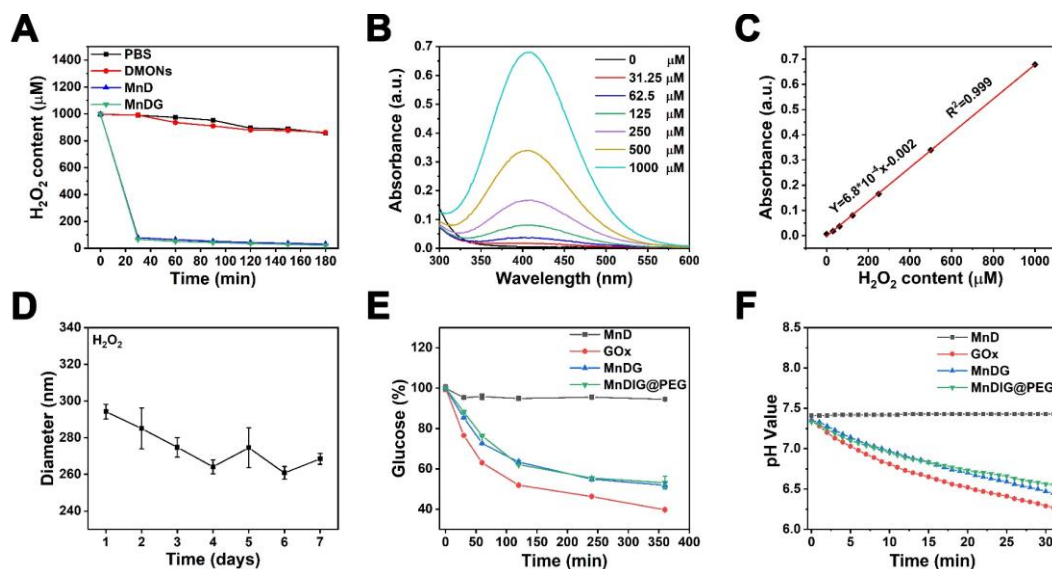 A
H₂O₂ content (μM)
1400
1200
1000
800
600
400
200
0
PBS
DMONs
MnD
MnDG
0 20 40 60 80 100 120 140 160 180
Time (min)
B
Absorbance (a.u.)
0.7
0.6
0.5
0.4
0.3
0.2
0.1
0.0
0 μM
31.25 μM
62.5 μM
125 μM
250 μM
500 μM
1000 μM
300 350 400 450 500 550 600
Wavelength (nm)
C
Absorbance (a.u.)
0.7
0.6
0.5
0.4
0.3
0.2
0.1
0.0
Y=6.8*10⁻⁴x-0.002
R²=0.999
0 200 400 600 800 1000
H₂O₂ content (μM)
D
Diameter (nm)
340
320
300
280
260
240
H₂O₂
1 2 3 4 5 6 7
Time (days)
E
Glucose (%)
140
120
100
80
60
40
MnD
GOx
MnDG
MnDIG@PEG
0 50 100 150 200 250 300 350 400
Time (min)
F
pH Value
8.5
8.0
7.5
7.0
6.5
6.0
MnD
GOx
MnDG
MnDIG@PEG
0 5 10 15 20 25 30
Time (min)